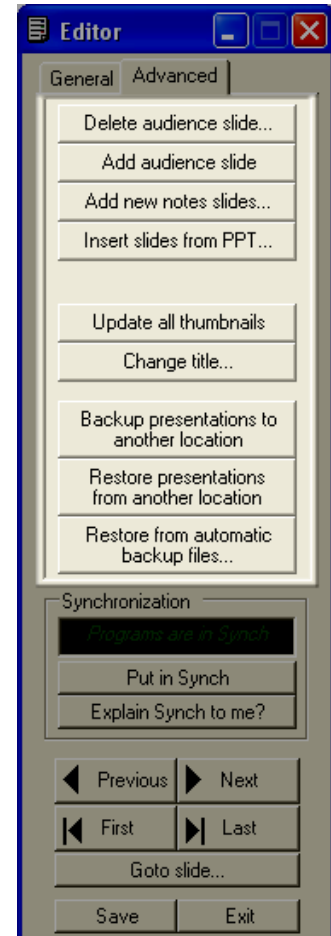 Editor
General Advanced
Delete audience slide...
Add audience slide
Add new notes slides...
Insert slides from PPT...
Update all thumbnails
Change title...
Backup presentations to
another location
Restore presentations
from another location
Restore from automatic
backup files...
Synchronization
Programs are in Synch
Put in Synch
Explain Synch to me?
Previous Next
First Last
Goto slide...
Save Exit